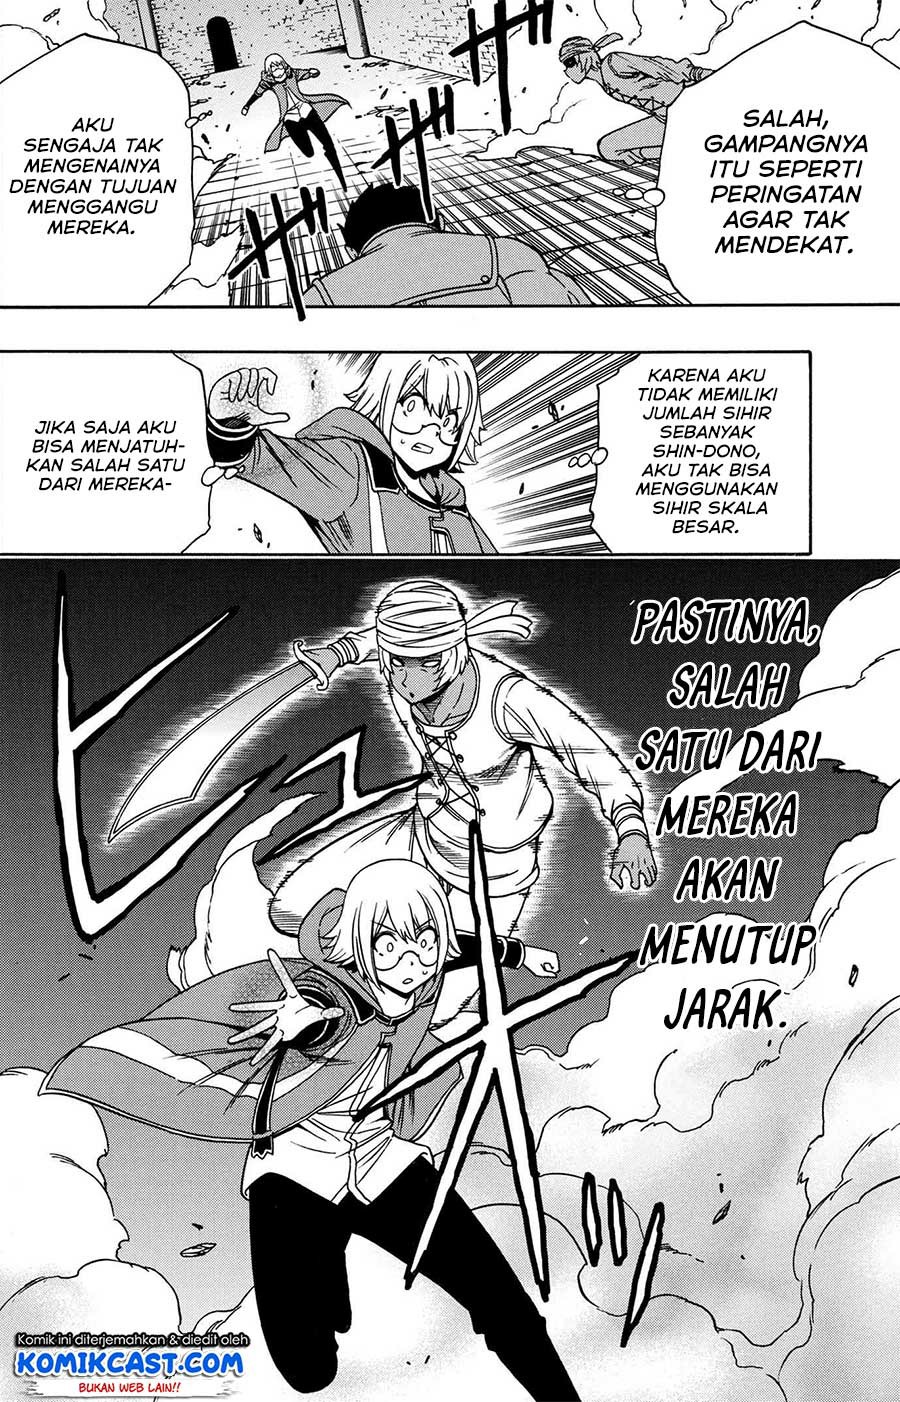 SALAH,
GAMPANGNYA
ITU SEPERTI
PERINGATAN
AGAR TAK
MENDEKAT.
AKU
SENGAJA TAK
MENGENAINYA
DENGAN TUJUAN
MENGGANGU
MEREKA.
KARENA AKU
TIDAK MEMILIKI
JUMLAH SIHIR
SEBANYAK
SHIN-DONO,
AKU TAK BISA
MENGGUNAKAN
SIHIR SKALA
BESAR.
JIKA SAJA AKU
BISA MENJATUH-
KAN SALAH SATU
DARI MEREKA-
PASTINYA,
SALAH
SATU DARI
MEREKA
AKAN
MENUTUP
JARAK.
ヒュ
Komik ini diterjemahkan & diedit oleh
KOMIKCAST.COM
BUKAN WEB LAIN!!